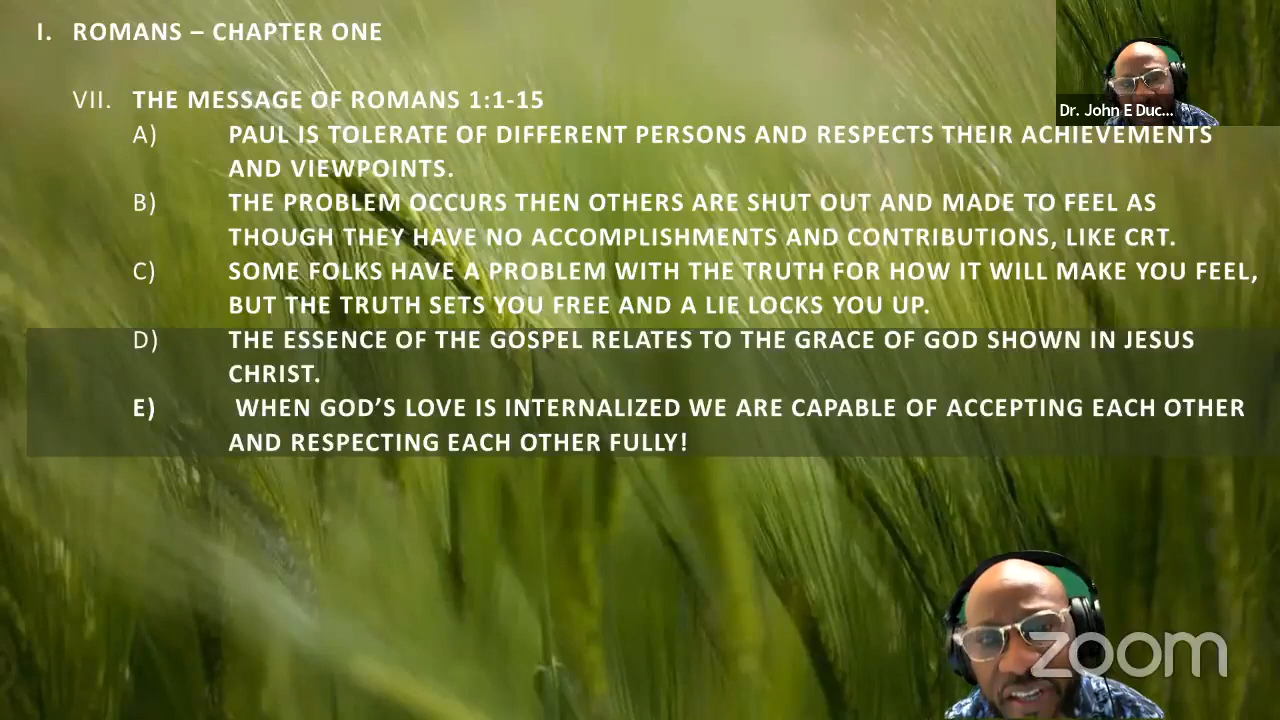 I. ROMANS – CHAPTER ONE
VII. THE MESSAGE OF ROMANS 1:1-15
A) PAUL IS TOLERATE OF DIFFERENT PERSONS AND RESPECTS THEIR ACHIEVEMENTS
AND VIEWPOINTS.
B) THE PROBLEM OCCURS THEN OTHERS ARE SHUT OUT AND MADE TO FEEL AS
THOUGH THEY HAVE NO ACCOMPLISHMENTS AND CONTRIBUTIONS, LIKE CRT.
C) SOME FOLKS HAVE A PROBLEM WITH THE TRUTH FOR HOW IT WILL MAKE YOU FEEL,
BUT THE TRUTH SETS YOU FREE AND A LIE LOCKS YOU UP.
D) THE ESSENCE OF THE GOSPEL RELATES TO THE GRACE OF GOD SHOWN IN JESUS
CHRIST.
E) WHEN GOD’S LOVE IS INTERNALIZED WE ARE CAPABLE OF ACCEPTING EACH OTHER
AND RESPECTING EACH OTHER FULLY!
Dr. John E Duc...
zoom